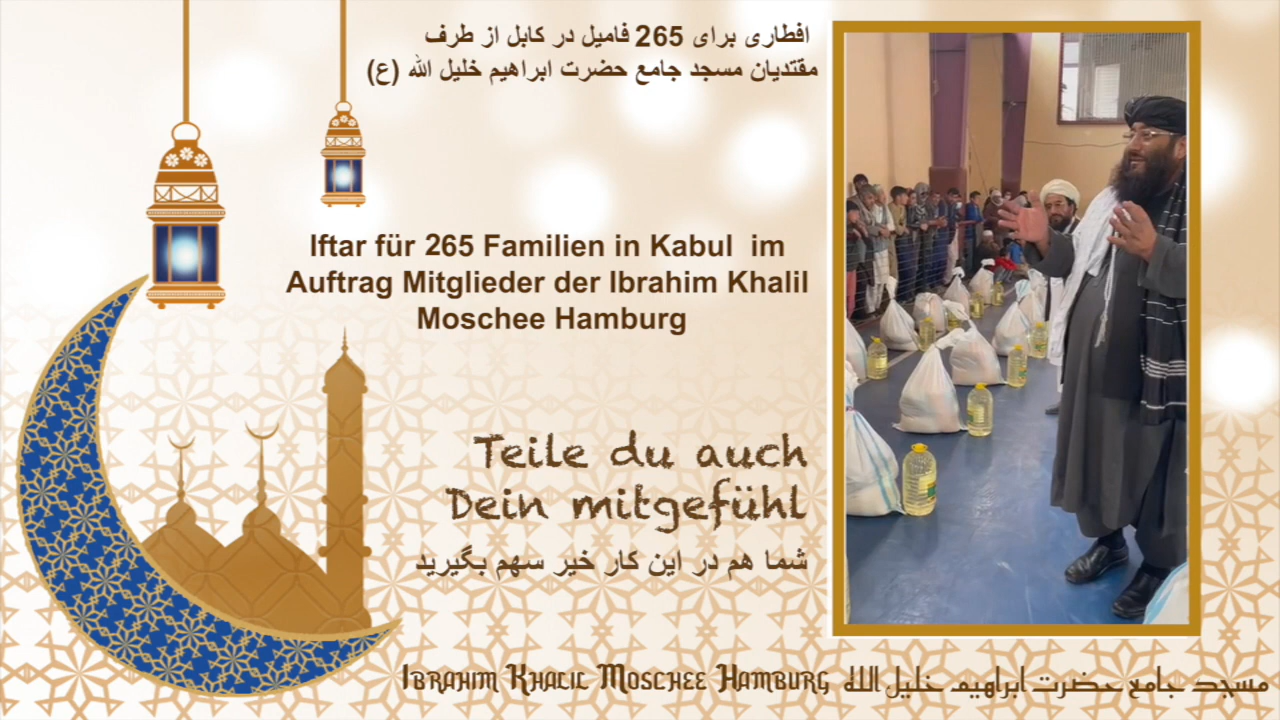 افطاری برای 265 فامیل در کابل از طرف
مقتدیان مسجد جامع حضرت ابراهیم خلیل الله (ع)
Iftar für 265 Familien in Kabul im
Auftrag Mitglieder der Ibrahim Khalil
Moschee Hamburg
Teile du auch
Dein mitgefühl
شما هم در این کار خیر سهم بگیرید
Ibrahim Khalil Moschee Hamburg مسجد جامع حضرت ابراهیم خلیل الله